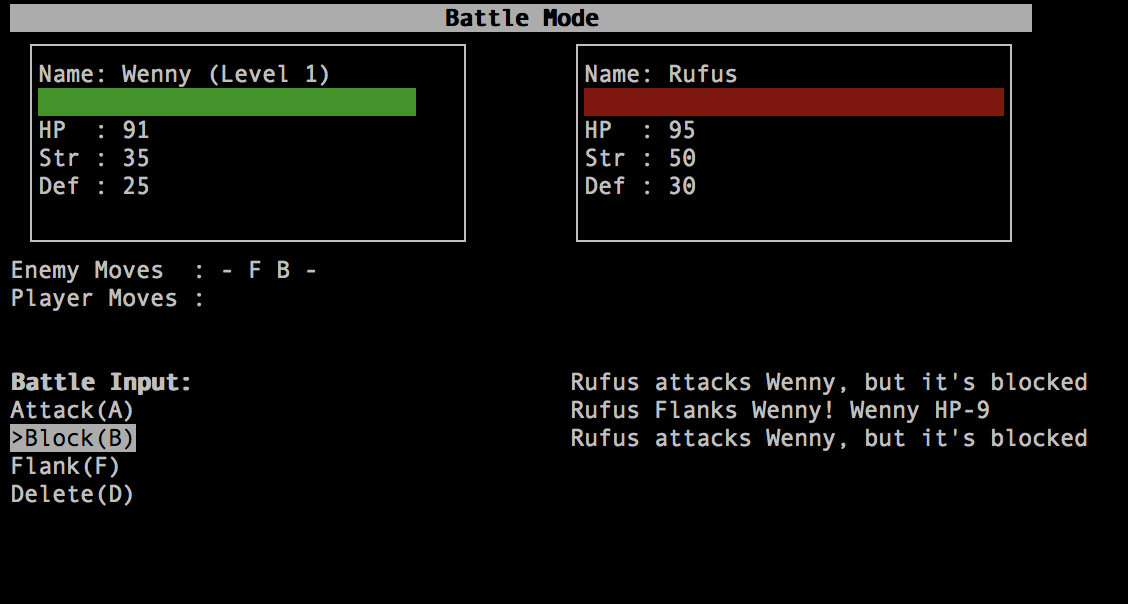 Battle Mode
Name: Wenny (Level 1)
HP  : 91
Str : 35
Def : 25
Name: Rufus
HP  : 95
Str : 50
Def : 30
Enemy Moves  : - F B -
Player Moves :
Battle Input:
Attack(A)
>Block(B)
Flank(F)
Delete(D)
Rufus attacks Wenny, but it's blocked
Rufus Flanks Wenny! Wenny HP-9
Rufus attacks Wenny, but it's blocked